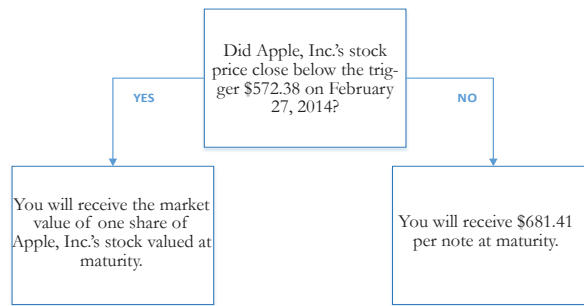 Did Apple, Inc.'s stock
price close below the trig-
ger $572.38 on February
27, 2014?
YES
NO
You will receive the market
value of one share of
Apple, Inc.'s stock valued at
maturity.
You will receive $681.41
per note at maturity.